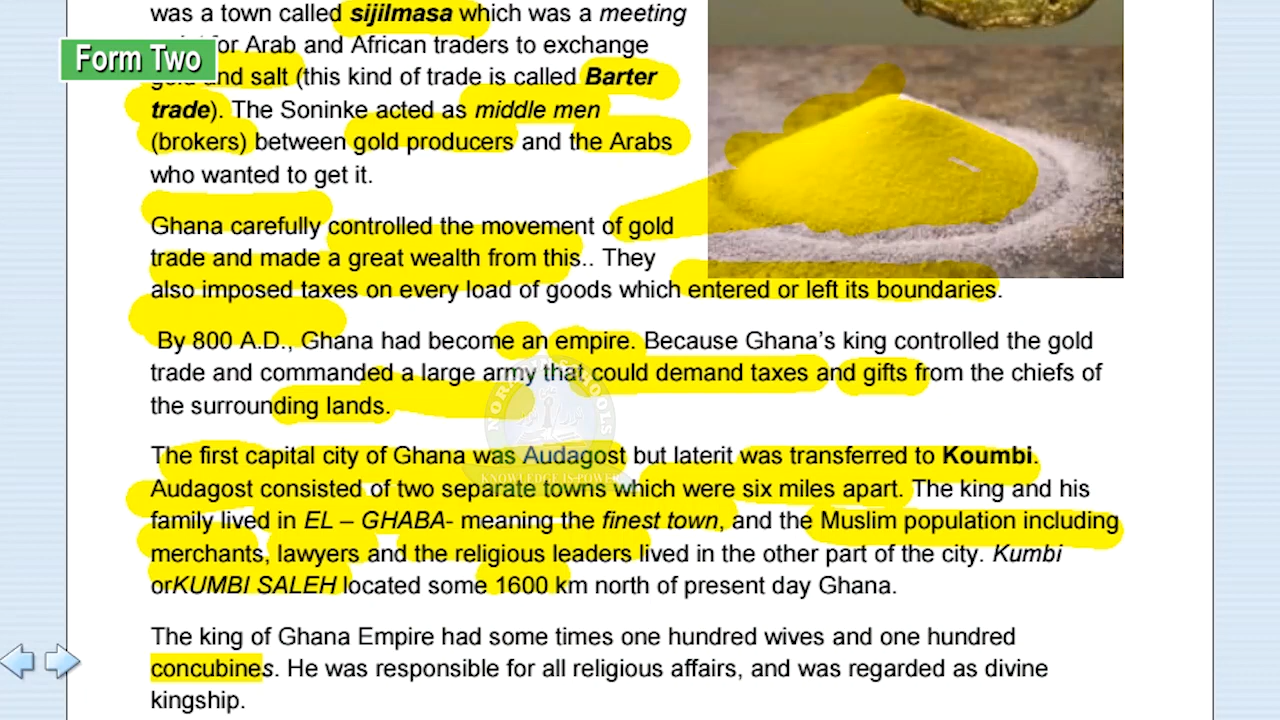 was a town called sijilmasa which was a meeting
for Arab and African traders to exchange
Form Two
and salt (this kind of trade is called Barter
trade). The Soninke acted as middle men
(brokers) between gold producers and the Arabs
who wanted to get it.
Ghana carefully controlled the movement of gold
trade and made a great wealth from this.. They
also imposed taxes on every load of goods which entered or left its boundaries.
By 800 A.D., Ghana had become an empire. Because Ghana's king controlled the gold
trade and commanded a large army that could demand taxes and gifts from the chiefs of
the surrounding lands.
The first capital city of Ghana was Audagost but laterit was transferred to Koumbi.
KNOWLEDGE IS POWER
Audagost consisted of two separate towns which were six miles apart. The king and his
family lived in EL – GHABA- meaning the finest town, and the Muslim population including
merchants, lawyers and the religious leaders lived in the other part of the city. Kumbi
orKUMBI SALEH located some 1600 km north of present day Ghana.
The king of Ghana Empire had some times one hundred wives and one hundred
concubines. He was responsible for all religious affairs, and was regarded as divine
kingship.